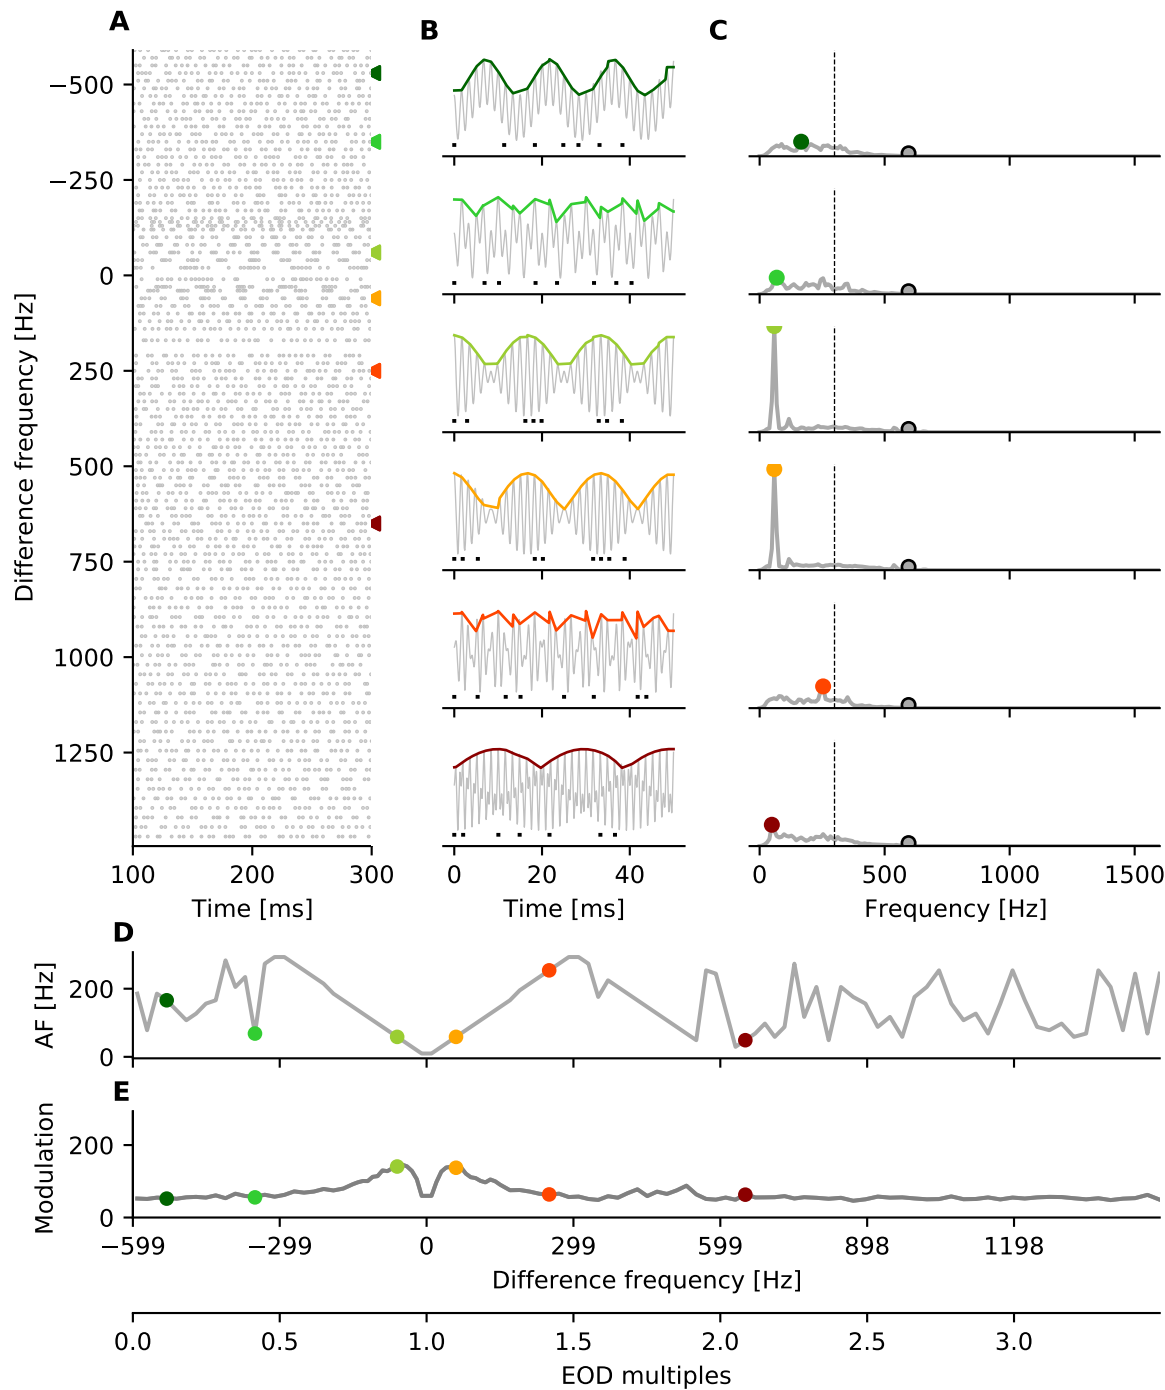 A
B
C
Difference frequency [Hz]
−500
−250
0
250
500
750
1000
1250
100
200
300
Time [ms]
0
20
40
Time [ms]
0
500
1000
1500
Frequency [Hz]
D
AF [Hz]
200
0
E
Modulation
200
0
−599
−299
0
299
599
898
1198
Difference frequency [Hz]
0.0
0.5
1.0
1.5
2.0
2.5
3.0
EOD multiples